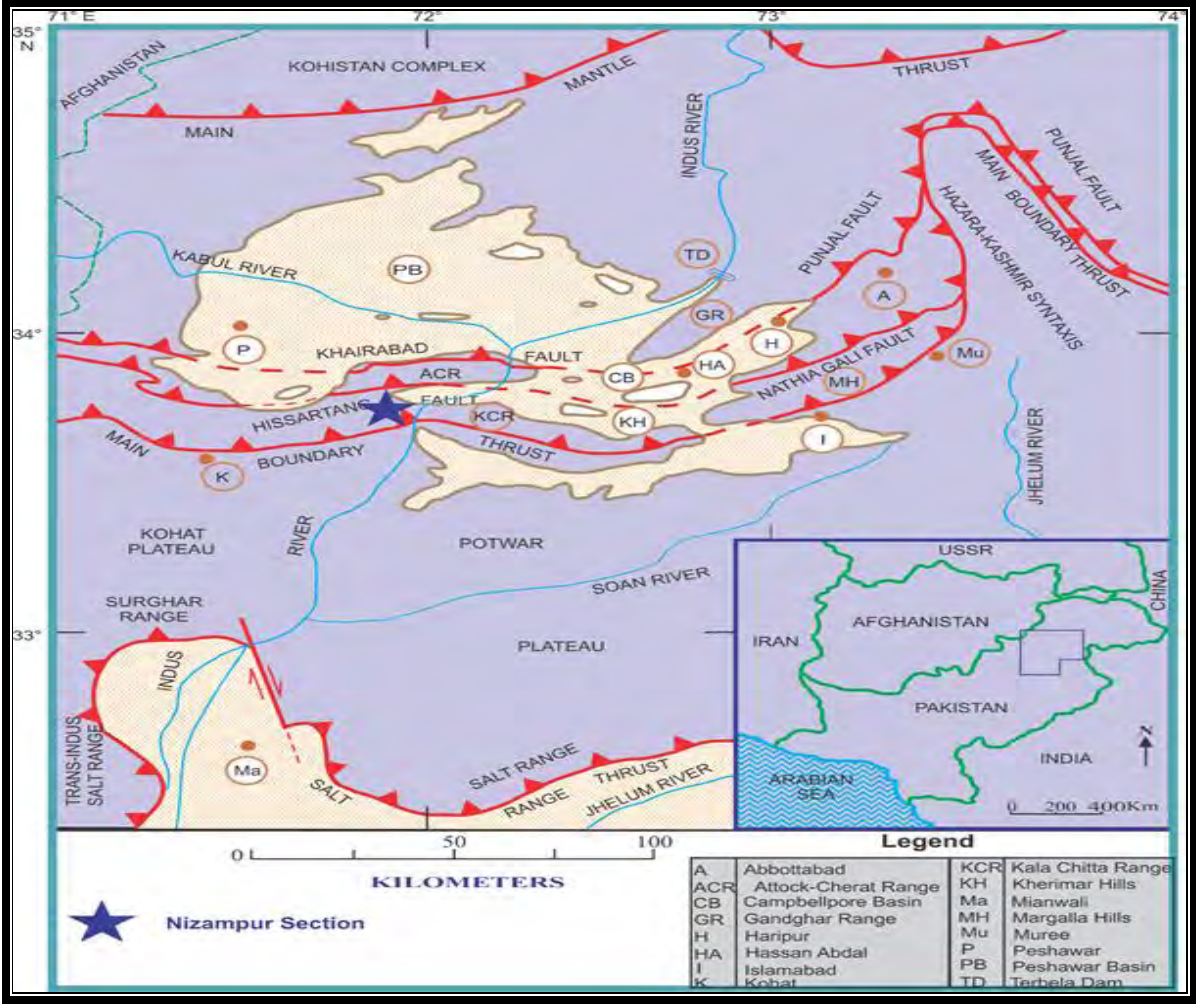 71° E 72° 73° 74°
35°
N
AFGHANISTAN
KOHISTAN COMPLEX
MAIN
MANTLE
THRUST
INDUS RIVER
PUNJAL FAULT
MAIN BOUNDARY THRUST
HAZARA-KASHMIR SYNTAXIS
PUNJAL FAULT
KABUL RIVER
PB
TD
A
GR
34°
P
KHAIRABAD
FAULT
H
HA
CB
ACR
NATHIA GALI FAULT
Mu
MH
HISSARTANG
FAULT
KCR
KH
I
MAIN
BOUNDARY
THRUST
K
JHELUM RIVER
KOHAT
PLATEAU
RIVER
POTWAR
SOAN RIVER
SURGHAR
RANGE
33°
PLATEAU
INDUS
TRANS-INDUS
SALT RANGE
Ma
SALT
SALT RANGE
RANGE THRUST
JHELUM RIVER
USSR
CHINA
AFGHANISTAN
IRAN
PAKISTAN
N
INDIA
ARABIAN
SEA
0 200 400Km
0 50 100
KILOMETERS
Nizampur Section
Legend
A Abbottabad
ACR Attock-Cherat Range
CB Campbellpore Basin
GR Gandghar Range
H Haripur
HA Hassan Abdal
I Islamabad
K Kohat
KCR Kala Chitta Range
KH Kherimar Hills
Ma Mianwali
MH Margalla Hills
Mu Muree
P Peshawar
PB Peshawar Basin
TD Terbela Dam